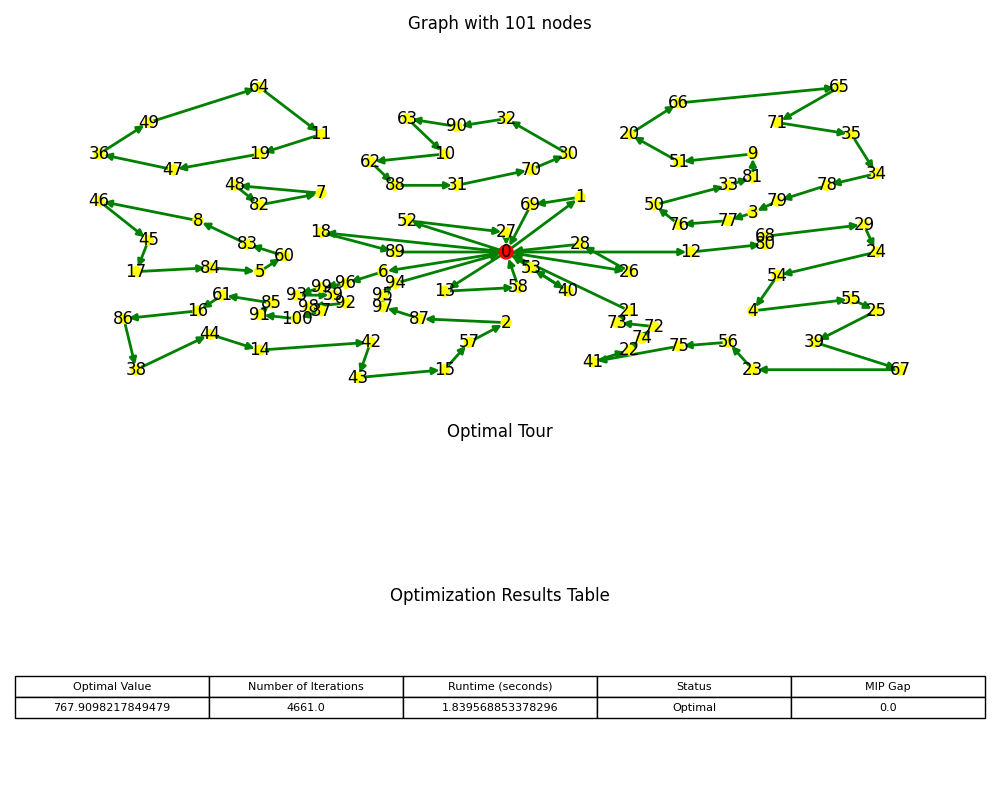 Graph with 101 nodes
64 65
66
63 90 32 71
49 11 20 35
36 19 10 30 9
47 62 70 51 34
48 7 88 31 33 81 78
46 82 1 69 50 79
8 52 3 76 77
45 18 83 89 27 28 68 80 29
60 0 12 24
17 84 5 6 53 26 54
99 96 94 13 58 40
93 59 95
61 85 98 92 97 4 55
86 16 91 100 37 87 2 73 21 25
44 72 74
14 42 57 22 75 56 39
38 43 15 41 23 67
Optimal Tour
Optimization Results Table
Optimal Value Number of Iterations Runtime (seconds) Status MIP Gap
767.9098217849479 4661.0 1.839568853378296 Optimal 0.0